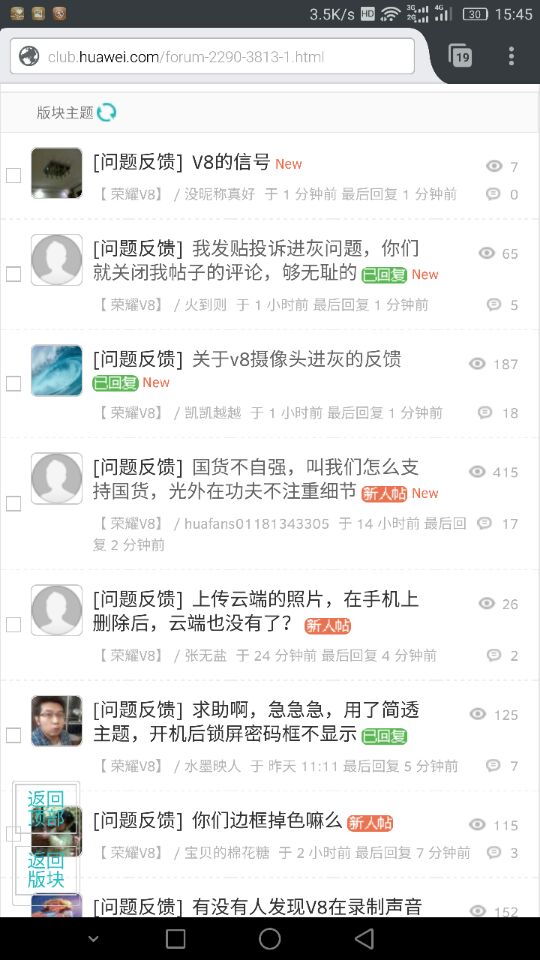 3.5K/s HD 3G 2G 4G 30 15:45
club.huawei.com/forum-2290-3813-1.html 19
版块主题
[问题反馈] V8的信号 New 7
【 荣耀V8】 / 没昵称真好 于 1 分钟前 最后回复 1 分钟前 0
[问题反馈] 我发贴投诉进灰问题，你们 65
就关闭我帖子的评论，够无耻的 已回复 New
【 荣耀V8】 / 火到则 于 1 小时前 最后回复 1 分钟前 5
[问题反馈] 关于v8摄像头进灰的反馈 187
已回复 New
【 荣耀V8】 / 凯凯越越 于 1 小时前 最后回复 1 分钟前 18
[问题反馈] 国货不自强，叫我们怎么支 415
持国货，光外在功夫不注重细节 新人帖 New
【 荣耀V8】 / huafans01181343305 于 14 小时前 最后回 17
复 2 分钟前
[问题反馈] 上传云端的照片，在手机上 26
删除后，云端也没有了？ 新人帖
【 荣耀V8】 / 张无盐 于 24 分钟前 最后回复 4 分钟前 2
[问题反馈] 求助啊，急急急，用了简透 125
主题，开机后锁屏密码框不显示 已回复
【 荣耀V8】 / 水墨映人 于 昨天 11:11 最后回复 5 分钟前 7
返回
顶部
[问题反馈] 你们边框掉色嘛么 新人帖 115
【 荣耀V8】 / 宝贝的棉花糖 于 2 小时前 最后回复 7 分钟前 3
返回
版块
[问题反馈] 有没有人发现V8在录制声音 152